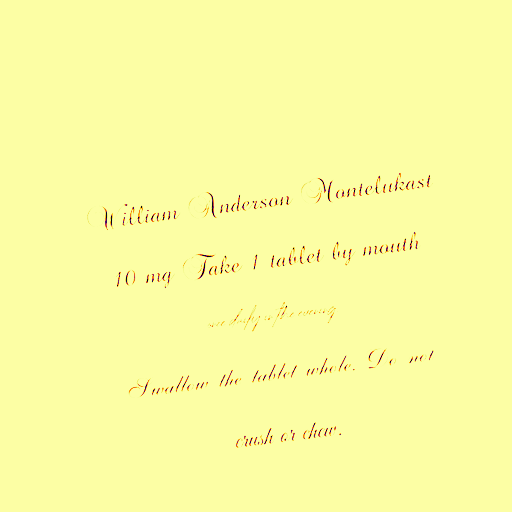 William Anderson Montelukast
10 mg Take 1 tablet by mouth
Swallow the tablet whole. Do not
crush or chew.